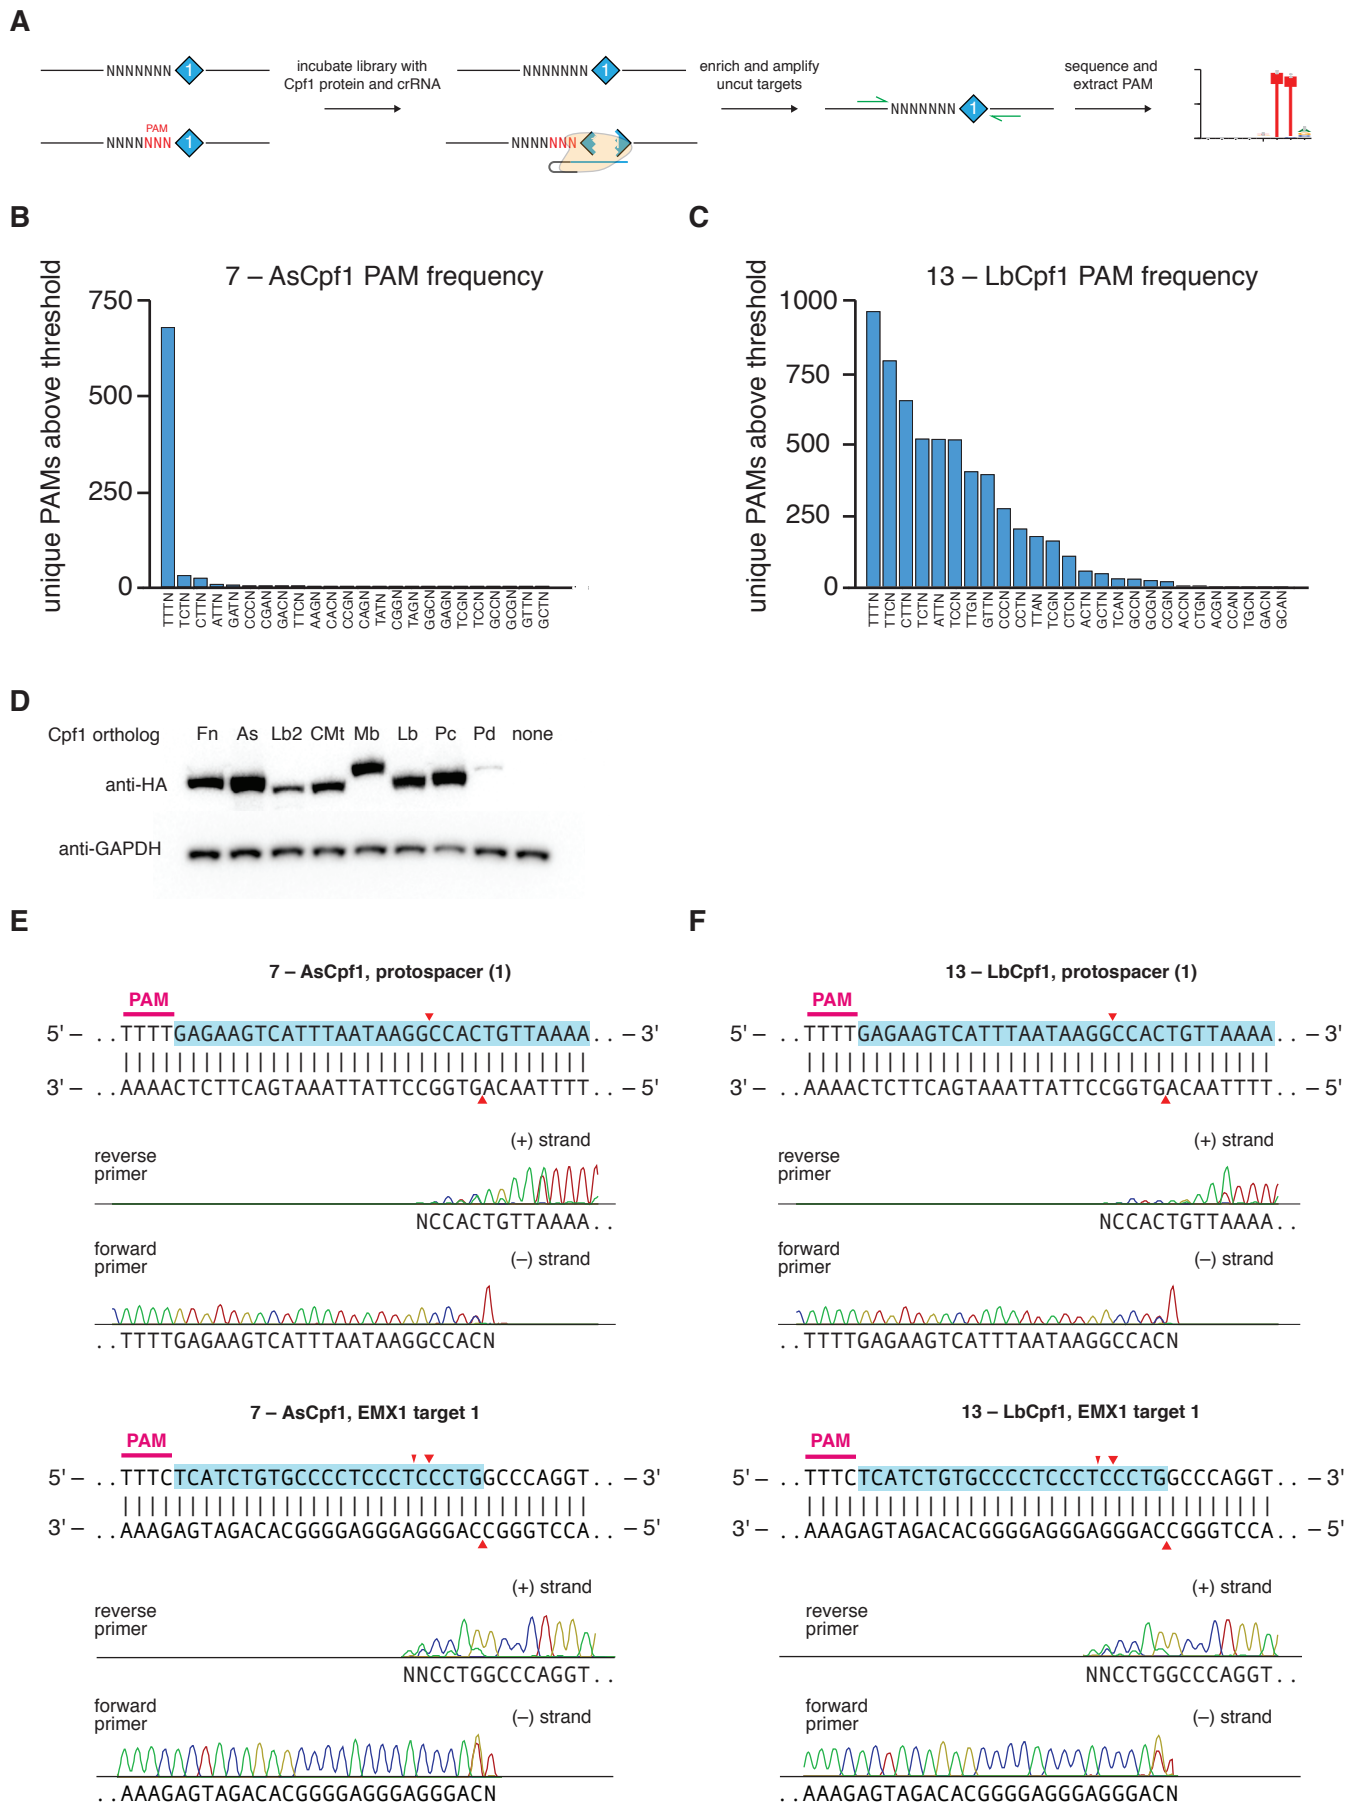 A
NNNNNNN 1
incubate library with
Cpf1 protein and crRNA
NNNNNNN 1
enrich and amplify
uncut targets
NNNNNNN 1
sequence and
extract PAM
TT
PAM
NNNNNNN 1
NNNNNNN
B
7 – AsCpf1 PAM frequency
unique PAMs above threshold
750
500
250
0
TTTN TCTN CTTN ATTN GATN CCCN CGAN GACN TTCN AAGN CACN CCGN CAGN TATN CGGN TAGN GGCN GAGN TCGN TCCN GCCN GCGN GTTN GCTN
C
13 – LbCpf1 PAM frequency
unique PAMs above threshold
1000
750
500
250
0
TTTN TTCN CTTN TCTN ATTN TCCN TTGN GTTN CCCN CCTN TTAN TCGN CTCN ACTN GCTN TCAN GCCN GCGN CCGN ACCN CTGN ACGN CCAN TGCN GACN GCAN
D
Cpf1 ortholog Fn As Lb2 CMt Mb Lb Pc Pd none
anti-HA
anti-GAPDH
E
7 – AsCpf1, protospacer (1)
PAM
5' – . . TTTTGAGAAGTCATTTAATAAGGCCACTGTTAAAA . . – 3'
3' – . . AAAACTCTTCAGTAAATTATTCCGGTGACAATTTT . . – 5'
(+) strand
reverse
primer
NCCACTGTTAAAA . .
forward
primer
(–) strand
. . TTTTGAGAAGTCATTTAATAAGGCCACN
7 – AsCpf1, EMX1 target 1
PAM
5' – . . TTTCTCATCTGTGCCCCTCCCTCCCTGGCCCAGGT . . – 3'
3' – . . AAAGAGTAGACACGGGGAGGGAGGGACCGGGTCCA . . – 5'
(+) strand
reverse
primer
NNCCTGGCCCAGGT . .
forward
primer
(–) strand
. . AAAGAGTAGACACGGGGAGGGAGGGACN
F
13 – LbCpf1, protospacer (1)
PAM
5' – . . TTTTGAGAAGTCATTTAATAAGGCCACTGTTAAAA . . – 3'
3' – . . AAAACTCTTCAGTAAATTATTCCGGTGACAATTTT . . – 5'
(+) strand
reverse
primer
NCCACTGTTAAAA . .
forward
primer
(–) strand
. . TTTTGAGAAGTCATTTAATAAGGCCACN
13 – LbCpf1, EMX1 target 1
PAM
5' – . . TTTCTCATCTGTGCCCCTCCCTCCCTGGCCCAGGT . . – 3'
3' – . . AAAGAGTAGACACGGGGAGGGAGGGACCGGGTCCA . . – 5'
(+) strand
reverse
primer
NNCCTGGCCCAGGT . .
forward
primer
(–) strand
. . AAAGAGTAGACACGGGGAGGGAGGGACN